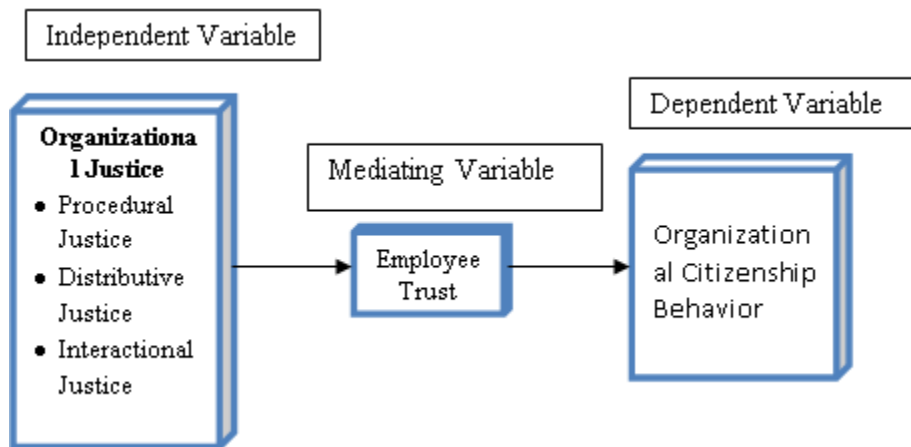 Independent Variable
Organizationa
l Justice
● Procedural
Justice
● Distributive
Justice
● Interactional
Justice
Mediating Variable
Employee
Trust
Dependent Variable
Organization
al Citizenship
Behavior